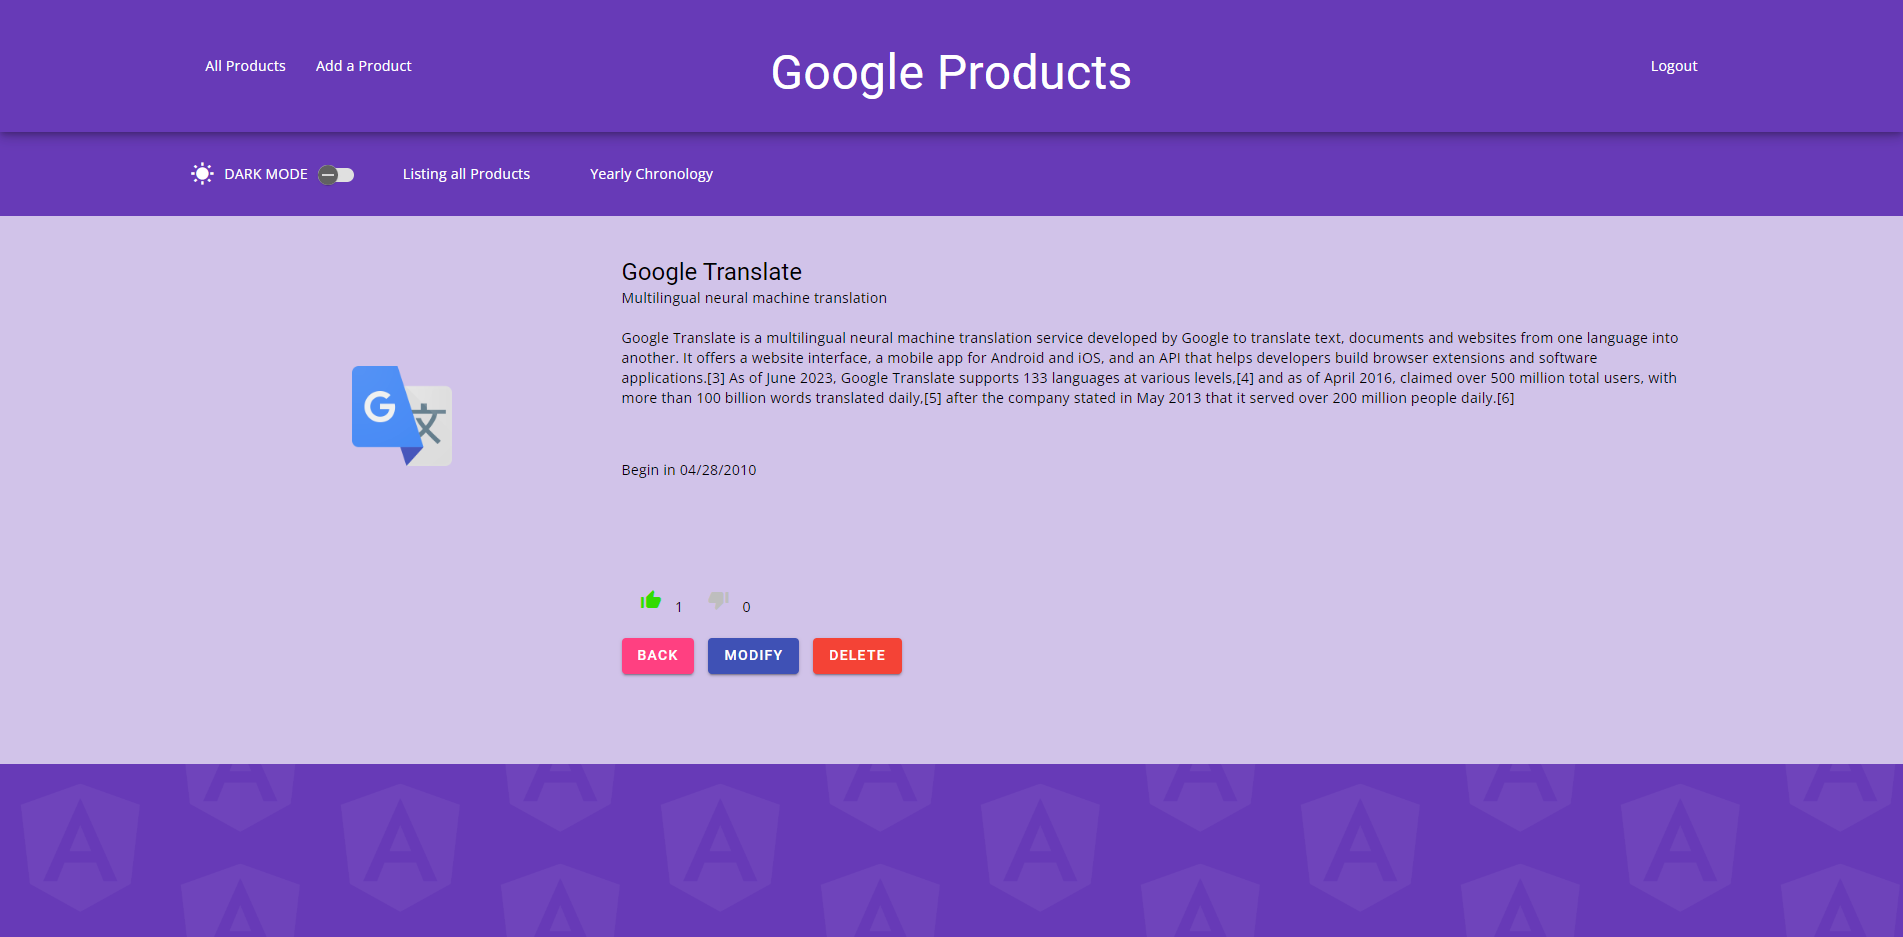 All Products
Add a Product
Google Products
Logout
DARK MODE
Listing all Products
Yearly Chronology
Google Translate
Multilingual neural machine translation
Google Translate is a multilingual neural machine translation service developed by Google to translate text, documents and websites from one language into
another. It offers a website interface, a mobile app for Android and iOS, and an API that helps developers build browser extensions and software
applications.[3] As of June 2023, Google Translate supports 133 languages at various levels,[4] and as of April 2016, claimed over 500 million total users, with
more than 100 billion words translated daily,[5] after the company stated in May 2013 that it served over 200 million people daily.[6]
G
文
Begin in 04/28/2010
1
0
BACK
MODIFY
DELETE